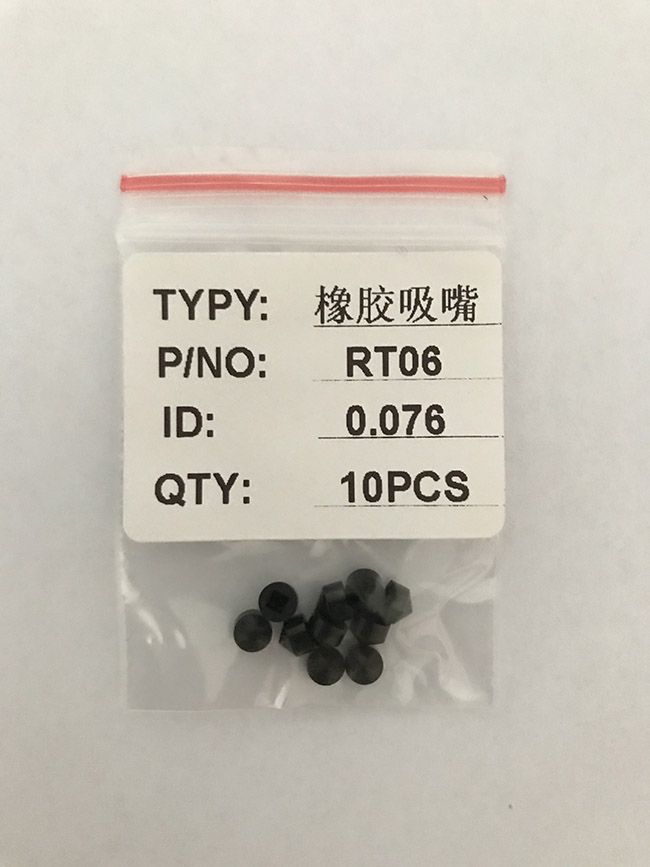 TYPY: 橡胶吸嘴
P/NO: RT06
ID: 0.076
QTY: 10PCS